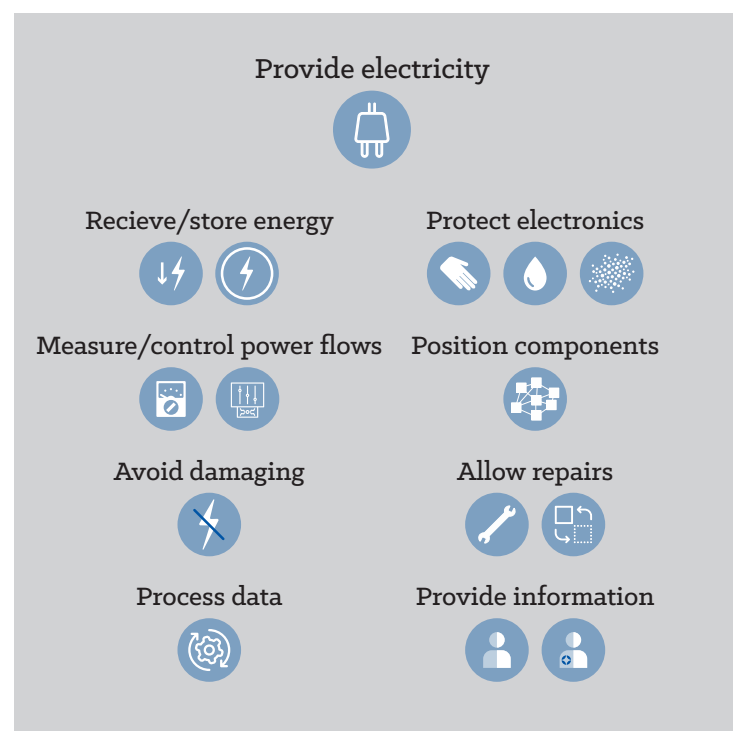 Provide electricity
Recieve/store energy
Protect electronics
Measure/control power flows
Position components
Avoid damaging
Allow repairs
Process data
Provide information